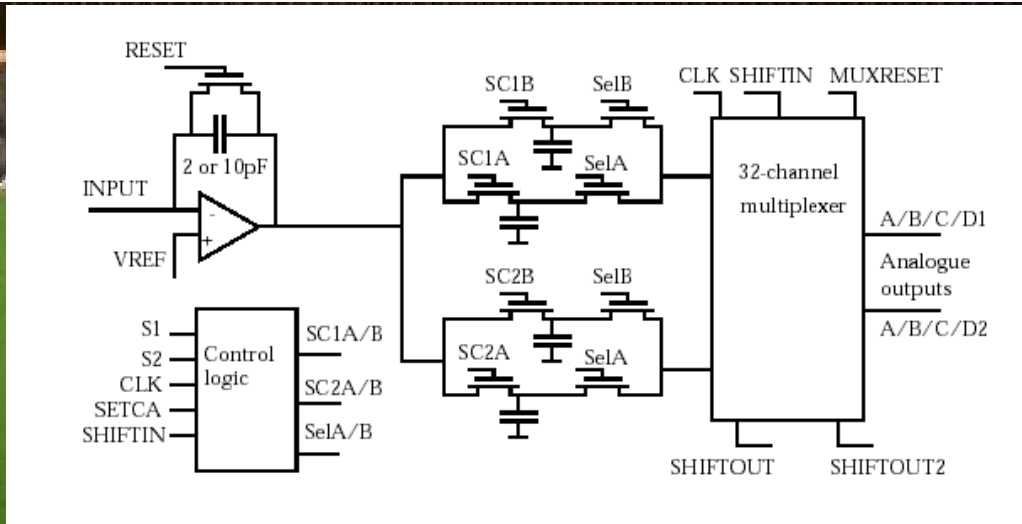 RESET
2 or 10pF
INPUT
-
+
VREF
SC1B
SelB
SC1A
SelA
SC2B
SelB
SC2A
SelA
CLK SHIFTIN MUXRESET
32-channel
multiplexer
A/B/C/D1
Analogue
outputs
A/B/C/D2
SHIFTOUT
SHIFTOUT2
S1
S2
CLK
SETCA
SHIFTIN
Control
logic
SC1A/B
SC2A/B
SelA/B